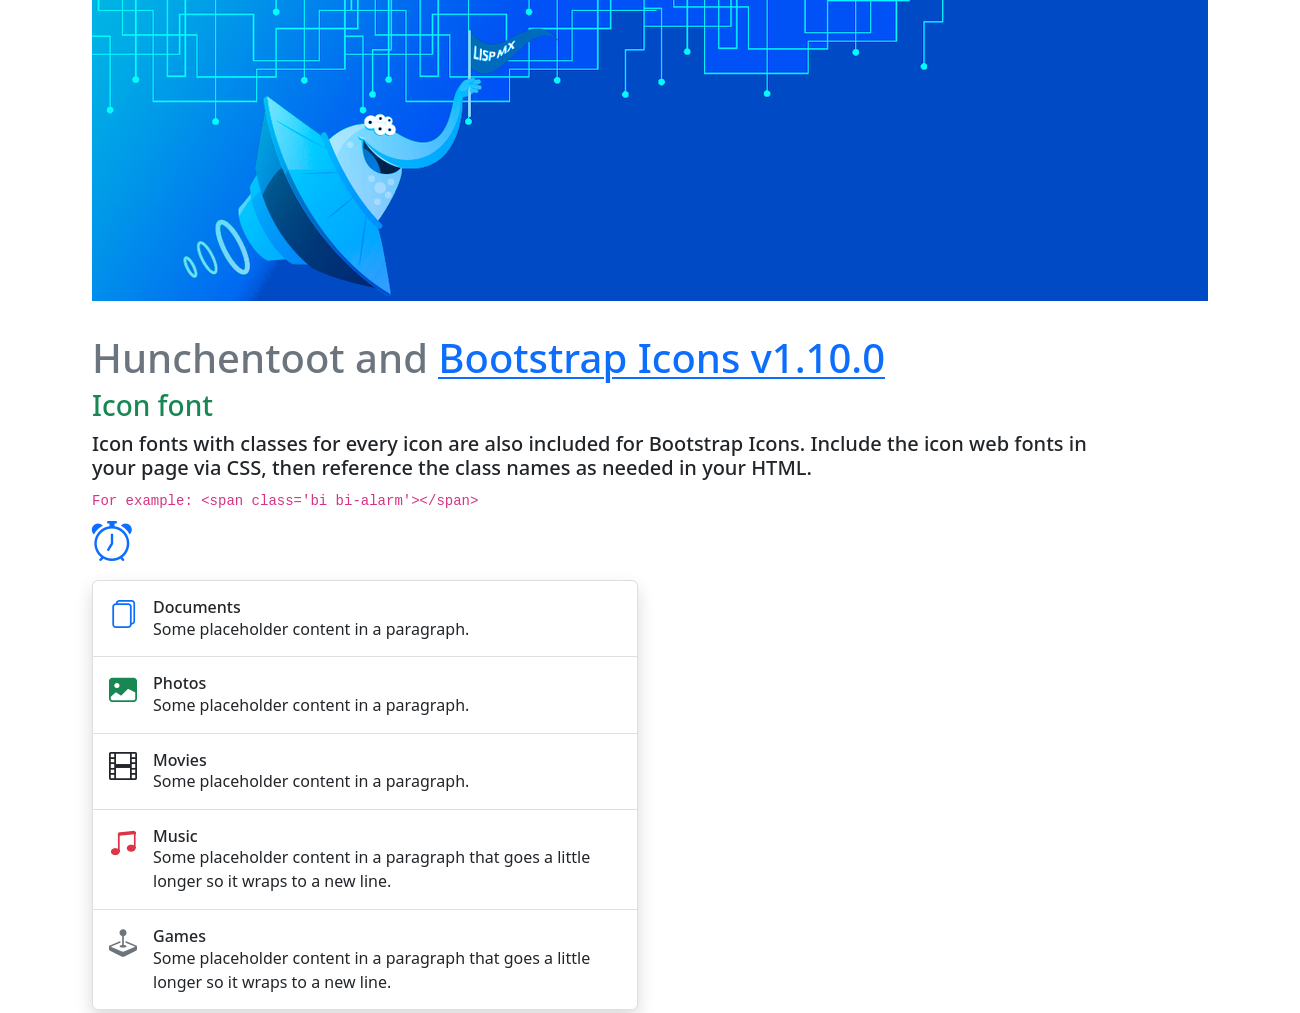 LISPMX
Hunchentoot and Bootstrap Icons v1.10.0
Icon font
Icon fonts with classes for every icon are also included for Bootstrap Icons. Include the icon web fonts in
your page via CSS, then reference the class names as needed in your HTML.
For example: <span class='bi bi-alarm'></span>
Documents
Some placeholder content in a paragraph.
Photos
Some placeholder content in a paragraph.
Movies
Some placeholder content in a paragraph.
Music
Some placeholder content in a paragraph that goes a little
longer so it wraps to a new line.
Games
Some placeholder content in a paragraph that goes a little
longer so it wraps to a new line.